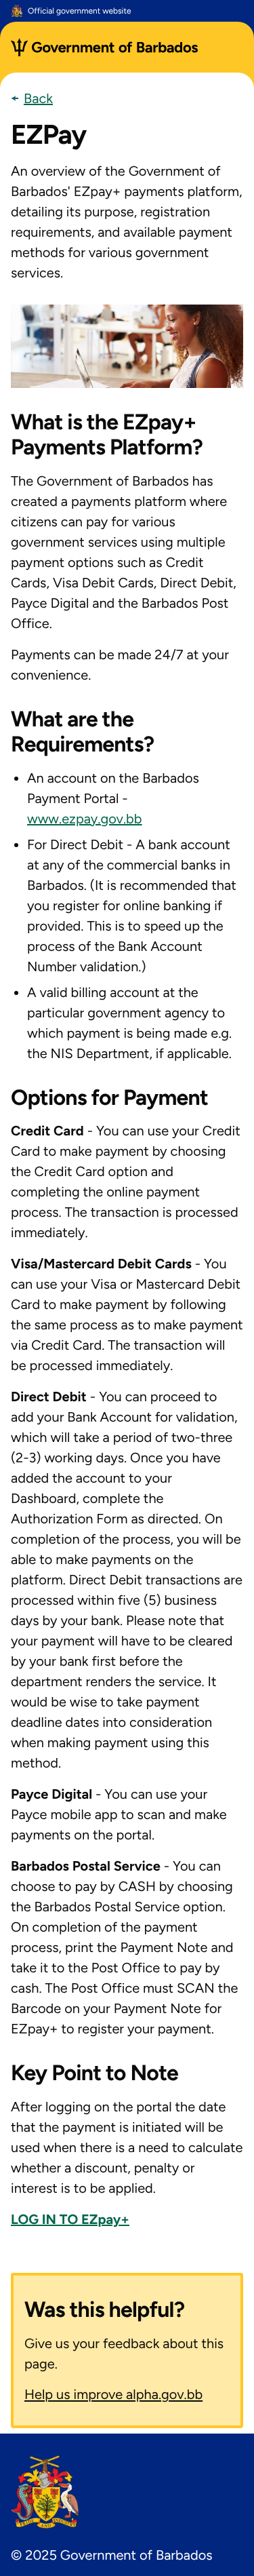 Official government website
Government of Barbados
Back
EZPay
An overview of the Government of
Barbados' EZpay+ payments platform,
detailing its purpose, registration
requirements, and available payment
methods for various government
services.
What is the EZpay+
Payments Platform?
The Government of Barbados has
created a payments platform where
citizens can pay for various
government services using multiple
payment options such as Credit
Cards, Visa Debit Cards, Direct Debit,
Payce Digital and the Barbados Post
Office.
Payments can be made 24/7 at your
convenience.
What are the
Requirements?
• An account on the Barbados
Payment Portal -
www.ezpay.gov.bb
• For Direct Debit - A bank account
at any of the commercial banks in
Barbados. (It is recommended that
you register for online banking if
provided. This is to speed up the
process of the Bank Account
Number validation.)
• A valid billing account at the
particular government agency to
which payment is being made e.g.
the NIS Department, if applicable.
Options for Payment
Credit Card - You can use your Credit
Card to make payment by choosing
the Credit Card option and
completing the online payment
process. The transaction is processed
immediately.
Visa/Mastercard Debit Cards - You
can use your Visa or Mastercard Debit
Card to make payment by following
the same process as to make payment
via Credit Card. The transaction will
be processed immediately.
Direct Debit - You can proceed to
add your Bank Account for validation,
which will take a period of two-three
(2-3) working days. Once you have
added the account to your
Dashboard, complete the
Authorization Form as directed. On
completion of the process, you will be
able to make payments on the
platform. Direct Debit transactions are
processed within five (5) business
days by your bank. Please note that
your payment will have to be cleared
by your bank first before the
department renders the service. It
would be wise to take payment
deadline dates into consideration
when making payment using this
method.
Payce Digital - You can use your
Payce mobile app to scan and make
payments on the portal.
Barbados Postal Service - You can
choose to pay by CASH by choosing
the Barbados Postal Service option.
On completion of the payment
process, print the Payment Note and
take it to the Post Office to pay by
cash. The Post Office must SCAN the
Barcode on your Payment Note for
EZpay+ to register your payment.
Key Point to Note
After logging on the portal the date
that the payment is initiated will be
used when there is a need to calculate
whether a discount, penalty or
interest is to be applied.
LOG IN TO EZpay+
Was this helpful?
Give us your feedback about this
page.
Help us improve alpha.gov.bb
© 2025 Government of Barbados